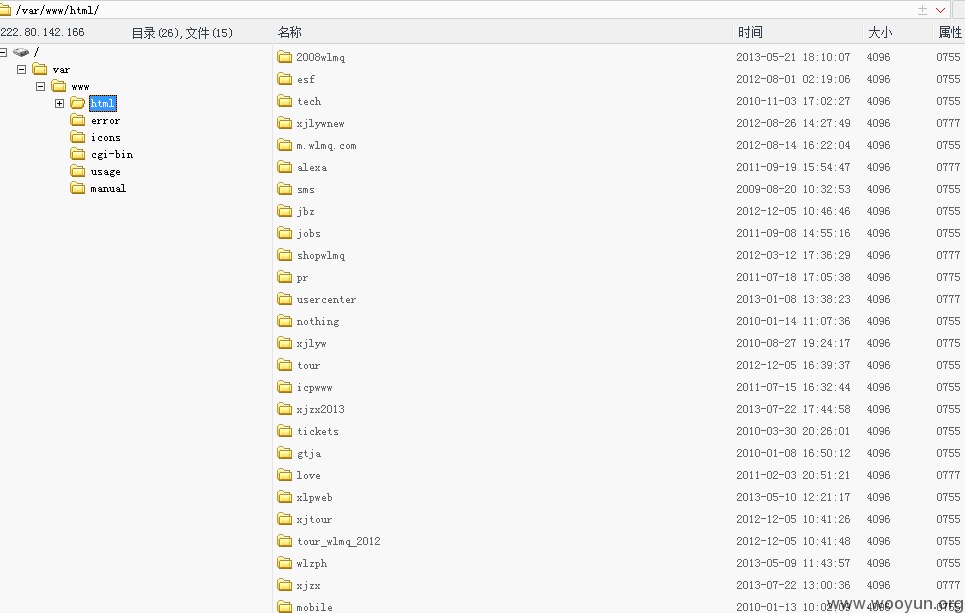 /var/www/html/
222.80.142.166 目录(26),文件(15) 名称 时间 大小 属性
/
var
www
html
error
icons
cgi-bin
usage
manual
2008wlmq 2013-05-21 18:10:07 4096 0755
esf 2012-08-01 02:19:06 4096 0755
tech 2010-11-03 17:02:27 4096 0755
xjlywnew 2012-08-26 14:27:49 4096 0777
m.wlmq.com 2012-08-14 16:22:04 4096 0755
alexa 2011-09-19 15:54:47 4096 0777
sms 2009-08-20 10:32:53 4096 0755
jbz 2012-12-05 10:46:46 4096 0755
jobs 2011-09-08 14:55:16 4096 0755
shopwlmq 2012-03-12 17:36:29 4096 0777
pr 2011-07-18 17:05:38 4096 0775
usercenter 2013-01-08 13:38:23 4096 0777
nothing 2010-01-14 11:07:36 4096 0755
xjlyw 2010-08-27 19:24:17 4096 0775
tour 2012-12-05 16:39:37 4096 0755
icpwww 2011-07-15 16:32:44 4096 0755
xjzx2013 2013-07-22 17:44:58 4096 0755
tickets 2010-03-30 20:26:01 4096 0755
gtja 2010-01-08 16:50:12 4096 0755
love 2011-02-03 20:51:21 4096 0777
xlpweb 2013-05-10 12:21:17 4096 0755
xjtour 2012-12-05 10:41:26 4096 0755
tour_wlmq_2012 2012-12-05 10:41:48 4096 0755
wlzph 2013-05-09 11:43:57 4096 0755
xjzx 2013-07-22 13:00:36 4096 0777
mobile 2010-01-13
www.wooyun.org